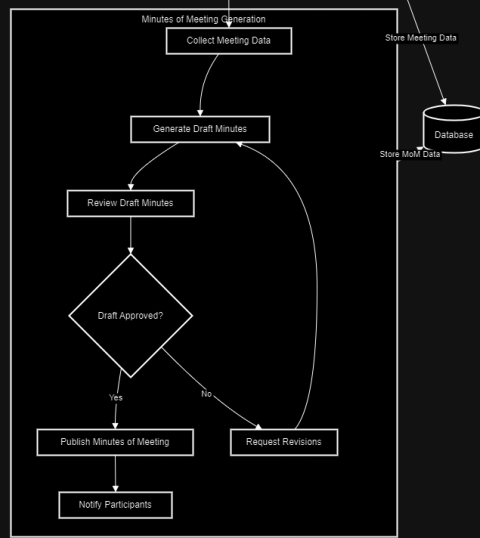 Minutes of Meeting Generation
Collect Meeting Data
Store Meeting Data
Generate Draft Minutes
Database
Store MoM Data
Review Draft Minutes
Draft Approved?
Yes
No
Publish Minutes of Meeting
Request Revisions
Notify Participants